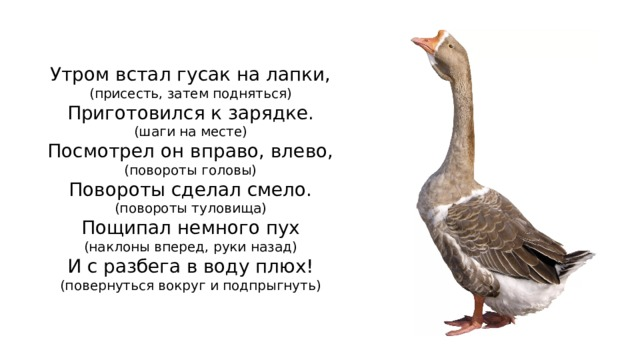 Утром встал гусак на лапки,
(присесть, затем подняться)
Приготовился к зарядке.
(шаги на месте)
Посмотрел он вправо, влево,
(повороты головы)
Повороты сделал смело.
(повороты туловища)
Пощипал немного пух
(наклоны вперед, руки назад)
И с разбега в воду плюх!
(повернуться вокруг и подпрыгнуть)